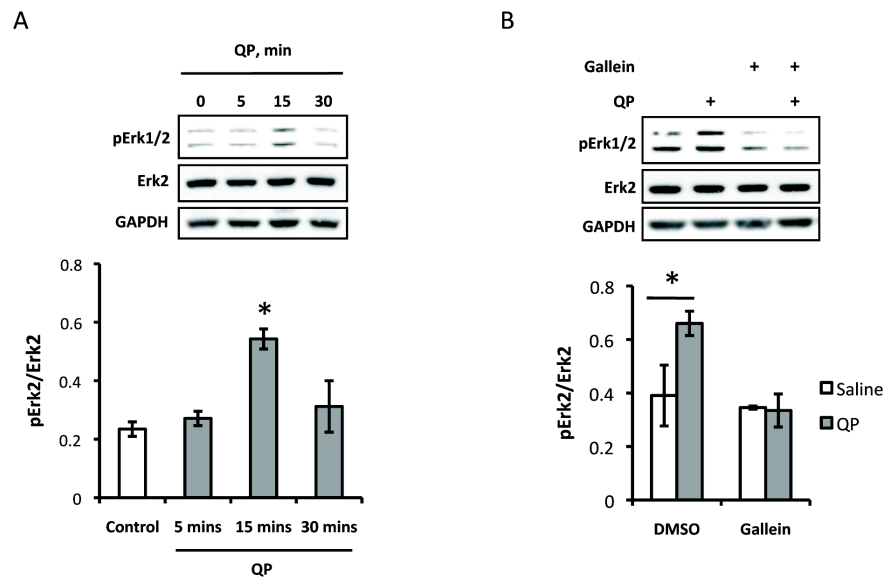 A
QP, min
0 5 15 30
pErk1/2
Erk2
GAPDH
0.8
0.6
0.4
0.2
0
pErk2/Erk2
*
Control 5 mins 15 mins 30 mins
QP
B
Gallein + +
QP + +
pErk1/2
Erk2
GAPDH
0.8
0.6
0.4
0.2
0
pErk2/Erk2
*
Saline
QP
DMSO Gallein